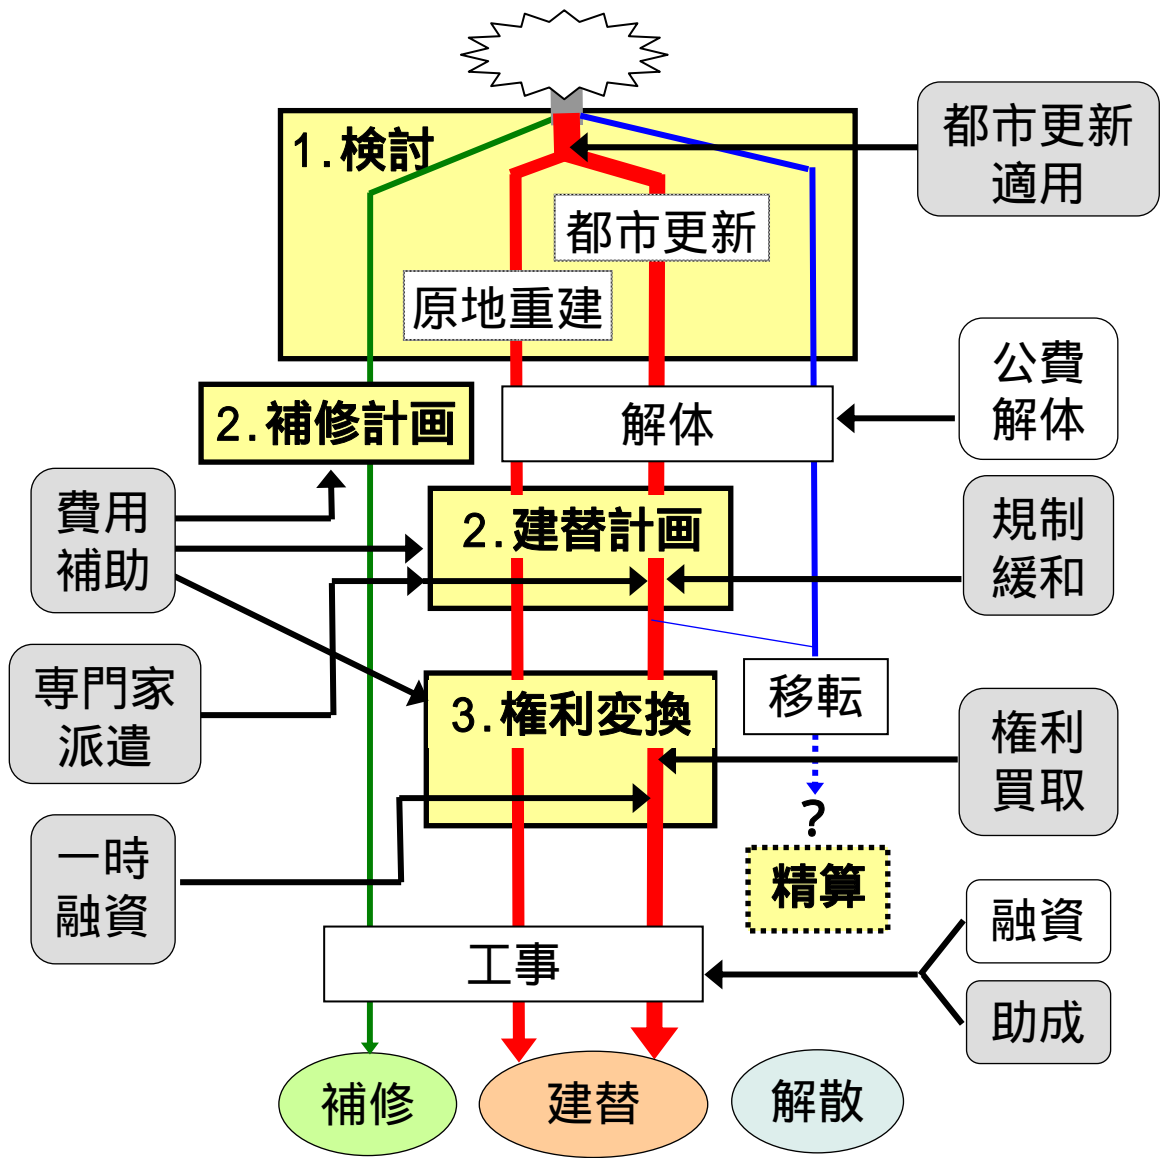 都市更新
適用
1.検討
都市更新
原地重建
公費
解体
2.補修計画
解体
費用
補助
規制
緩和
2.建替計画
専門家
派遣
移転
3.権利変換
権利
買取
?
一時
融資
精算
融資
工事
助成
補修
建替
解散